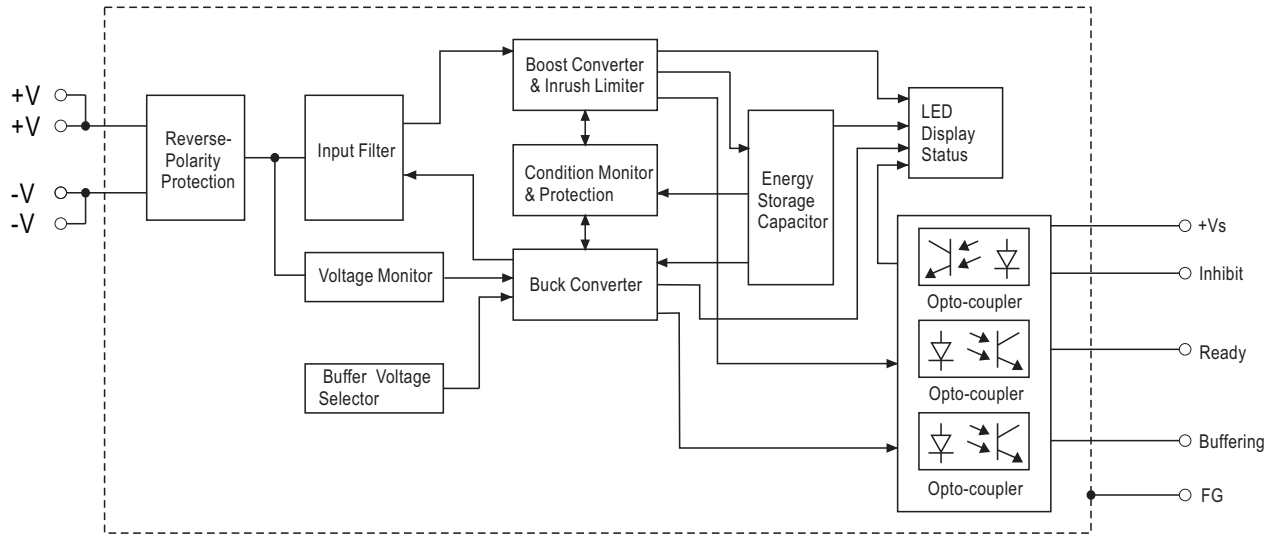 +V
+V
-V
-V
Reverse-
Polarity
Protection
Input Filter
Voltage Monitor
Buffer Voltage
Selector
Boost Converter
& Inrush Limiter
Condition Monitor
& Protection
Buck Converter
Energy
Storage
Capacitor
LED
Display
Status
Opto-coupler
Opto-coupler
Opto-coupler
+Vs
Inhibit
Ready
Buffering
FG